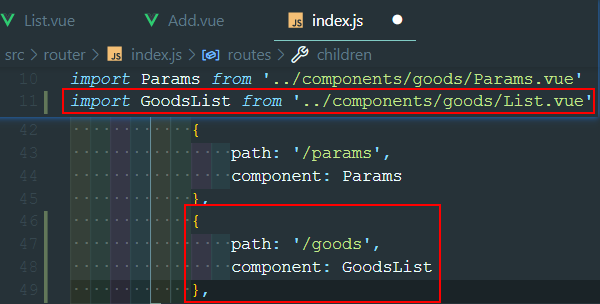 List.vue Add.vue JS index.js
src > router > JS index.js > routes > children
10 import Params from '../components/goods/Params.vue'
11 import GoodsList from '../components/goods/List.vue'
42 {
43 path: '/params',
44 component: Params
45 },
46 {
47 path: '/goods',
48 component: GoodsList
49 },